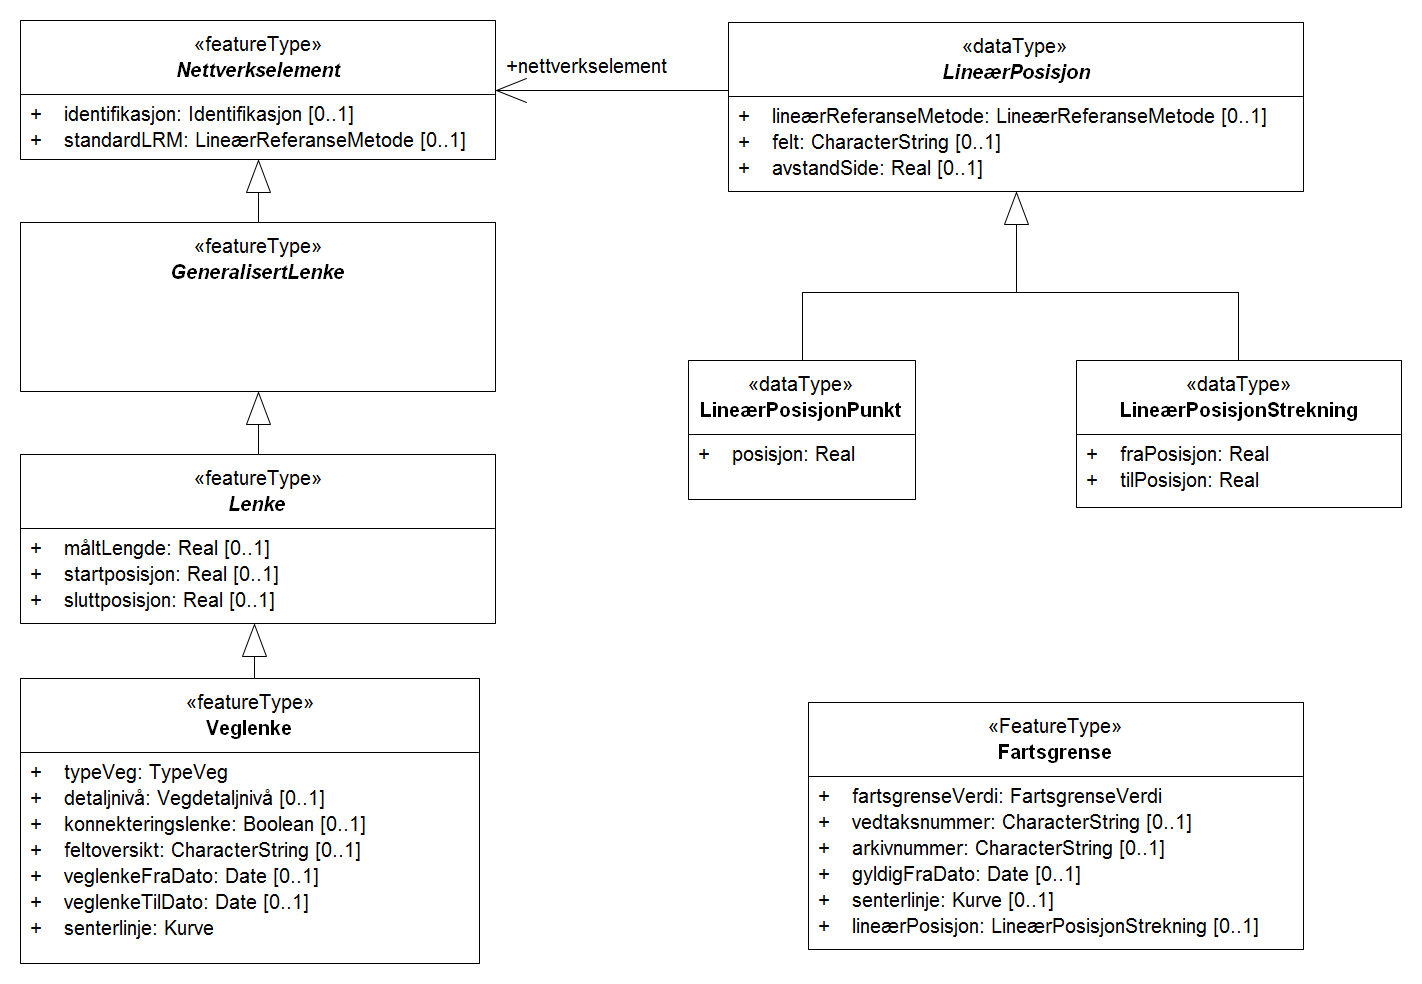 «featureType»
Nettverkselement
+ identifikasjon: Identifikasjon [0..1]
+ standardLRM: LineærReferanseMetode [0..1]
+nettverkselement
«dataType»
LineærPosisjon
+ lineærReferanseMetode: LineærReferanseMetode [0..1]
+ felt: CharacterString [0..1]
+ avstandSide: Real [0..1]
«featureType»
GeneralisertLenke
«dataType»
LineærPosisjonPunkt
+ posisjon: Real
«dataType»
LineærPosisjonStrekning
+ fraPosisjon: Real
+ tilPosisjon: Real
«featureType»
Lenke
+ måltLengde: Real [0..1]
+ startposisjon: Real [0..1]
+ sluttposisjon: Real [0..1]
«featureType»
Veglenke
+ typeVeg: TypeVeg
+ detaljnivå: Vegdetaljnivå [0..1]
+ konnekteringslenke: Boolean [0..1]
+ feltoversikt: CharacterString [0..1]
+ veglenkeFraDato: Date [0..1]
+ veglenkeTilDato: Date [0..1]
+ senterlinje: Kurve
«FeatureType»
Fartsgrense
+ fartsgrenseVerdi: FartsgrenseVerdi
+ vedtaksnummer: CharacterString [0..1]
+ arkivnummer: CharacterString [0..1]
+ gyldigFraDato: Date [0..1]
+ senterlinje: Kurve [0..1]
+ lineærPosisjon: LineærPosisjonStrekning [0..1]